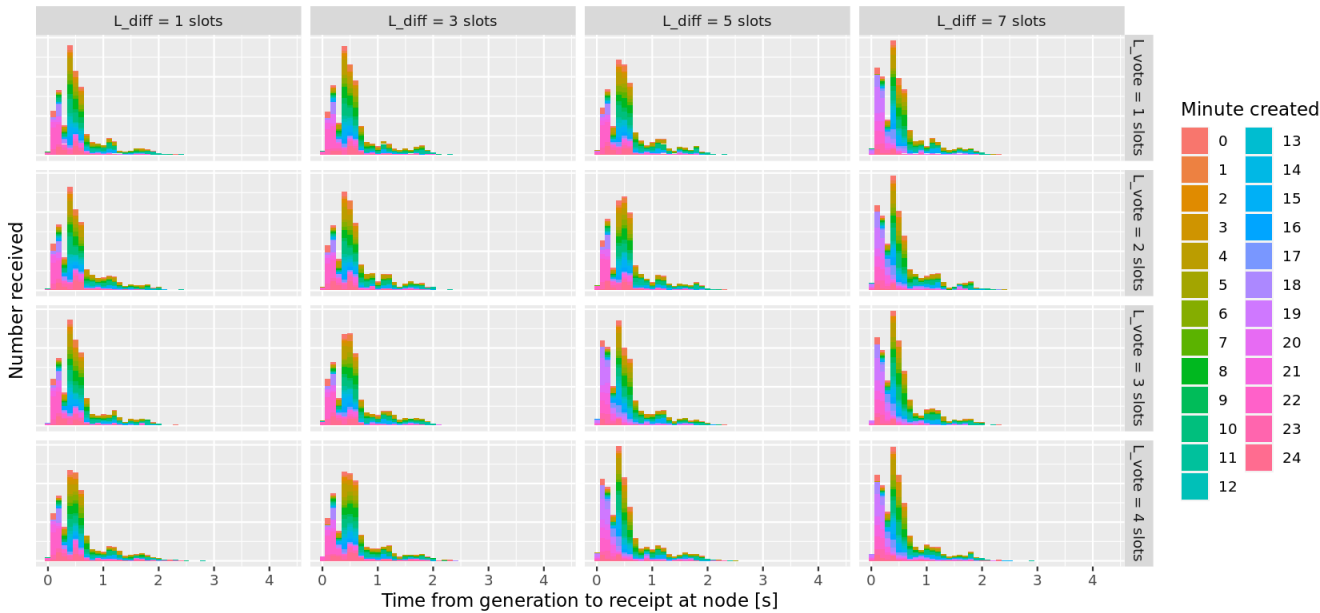 L_diff = 1 slots
L_diff = 3 slots
L_diff = 5 slots
L_diff = 7 slots
L_vote = 1 slots
L_vote = 2 slots
L_vote = 3 slots
L_vote = 4 slots
Number received
0 1 2 3 4
0 1 2 3 4
0 1 2 3 4
0 1 2 3 4
Time from generation to receipt at node [s]
Minute created
0
1
2
3
4
5
6
7
8
9
10
11
12
13
14
15
16
17
18
19
20
21
22
23
24